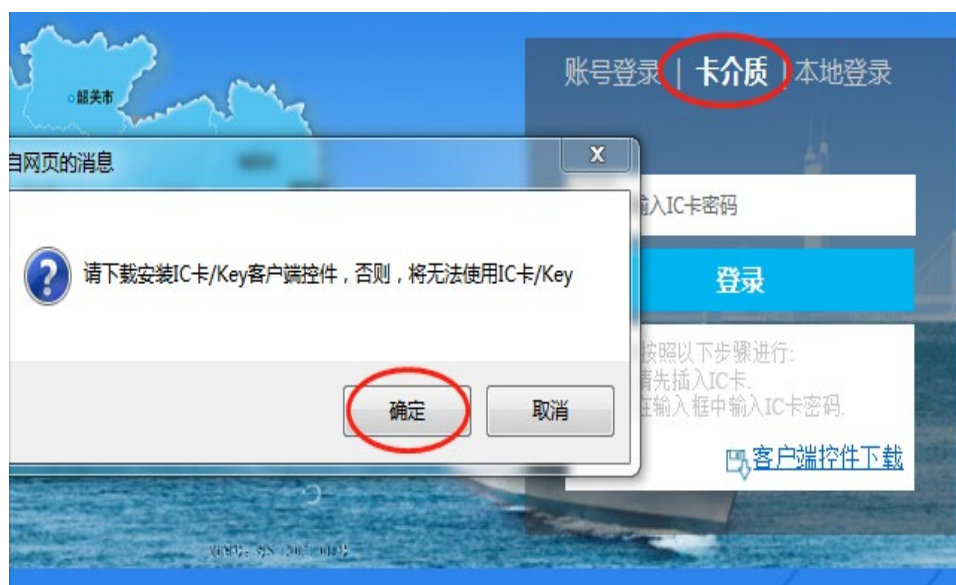 账号登录 | 卡介质 | 本地登录
韶关市
自网页的消息
X
输入IC卡密码
请下载安装IC卡/Key客户端控件，否则，将无法使用IC卡/Key
登录
按照以下步骤进行:
请先插入IC卡.
在输入框中输入IC卡密码.
确定
取消
客户端控件下载